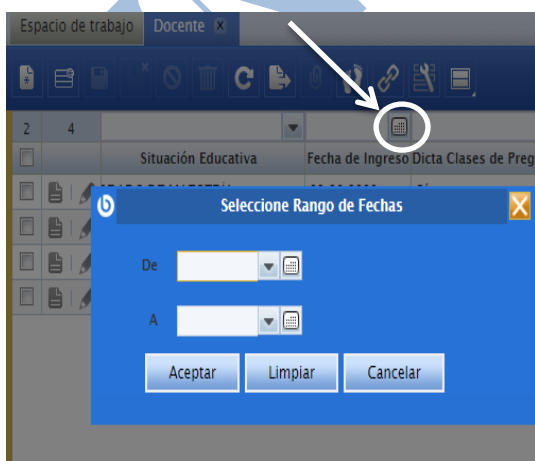 Espacio de trabajo Docente
2 4
Situación Educativa Fecha de Ingreso Dicta Clases de Preg
Seleccione Rango de Fechas
De
A
Aceptar Limpiar Cancelar